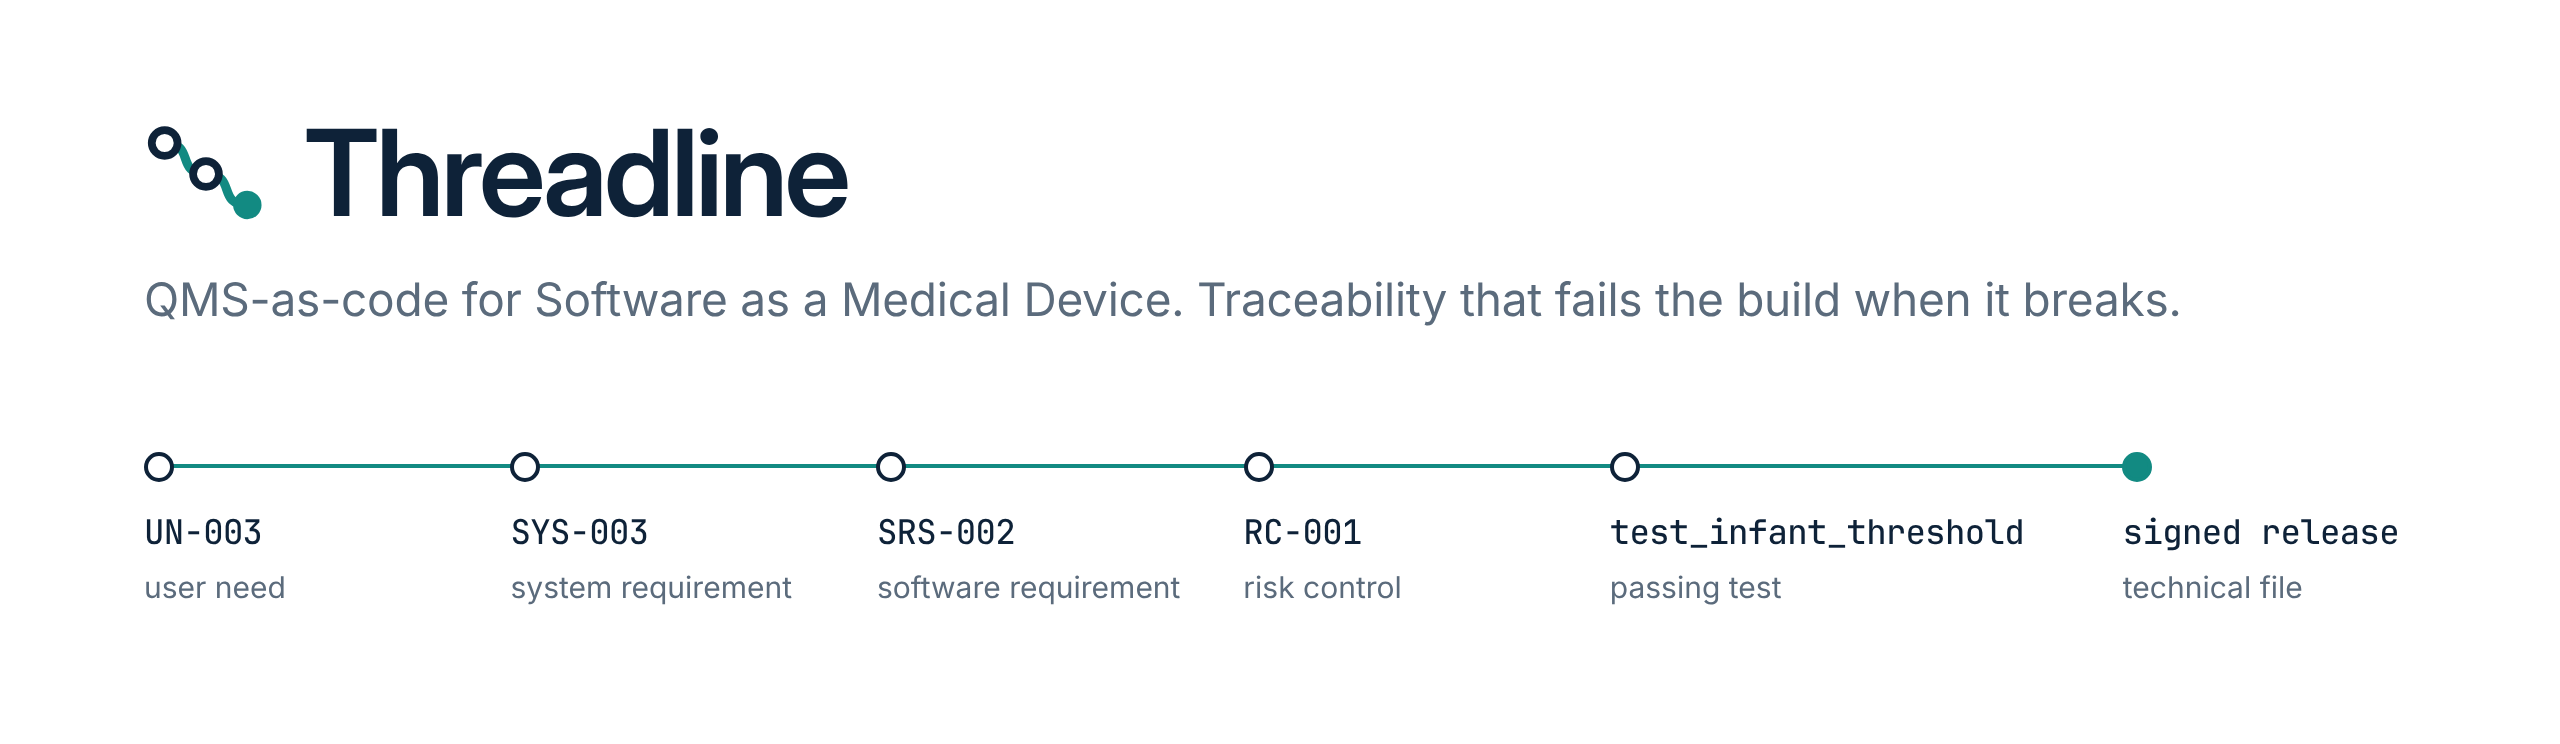 Threadline
QMS-as-code for Software as a Medical Device. Traceability that fails the build when it breaks.
UN-003 SYS-003 SRS-002 RC-001 test_infant_threshold signed release
user need system requirement software requirement risk control passing test technical file